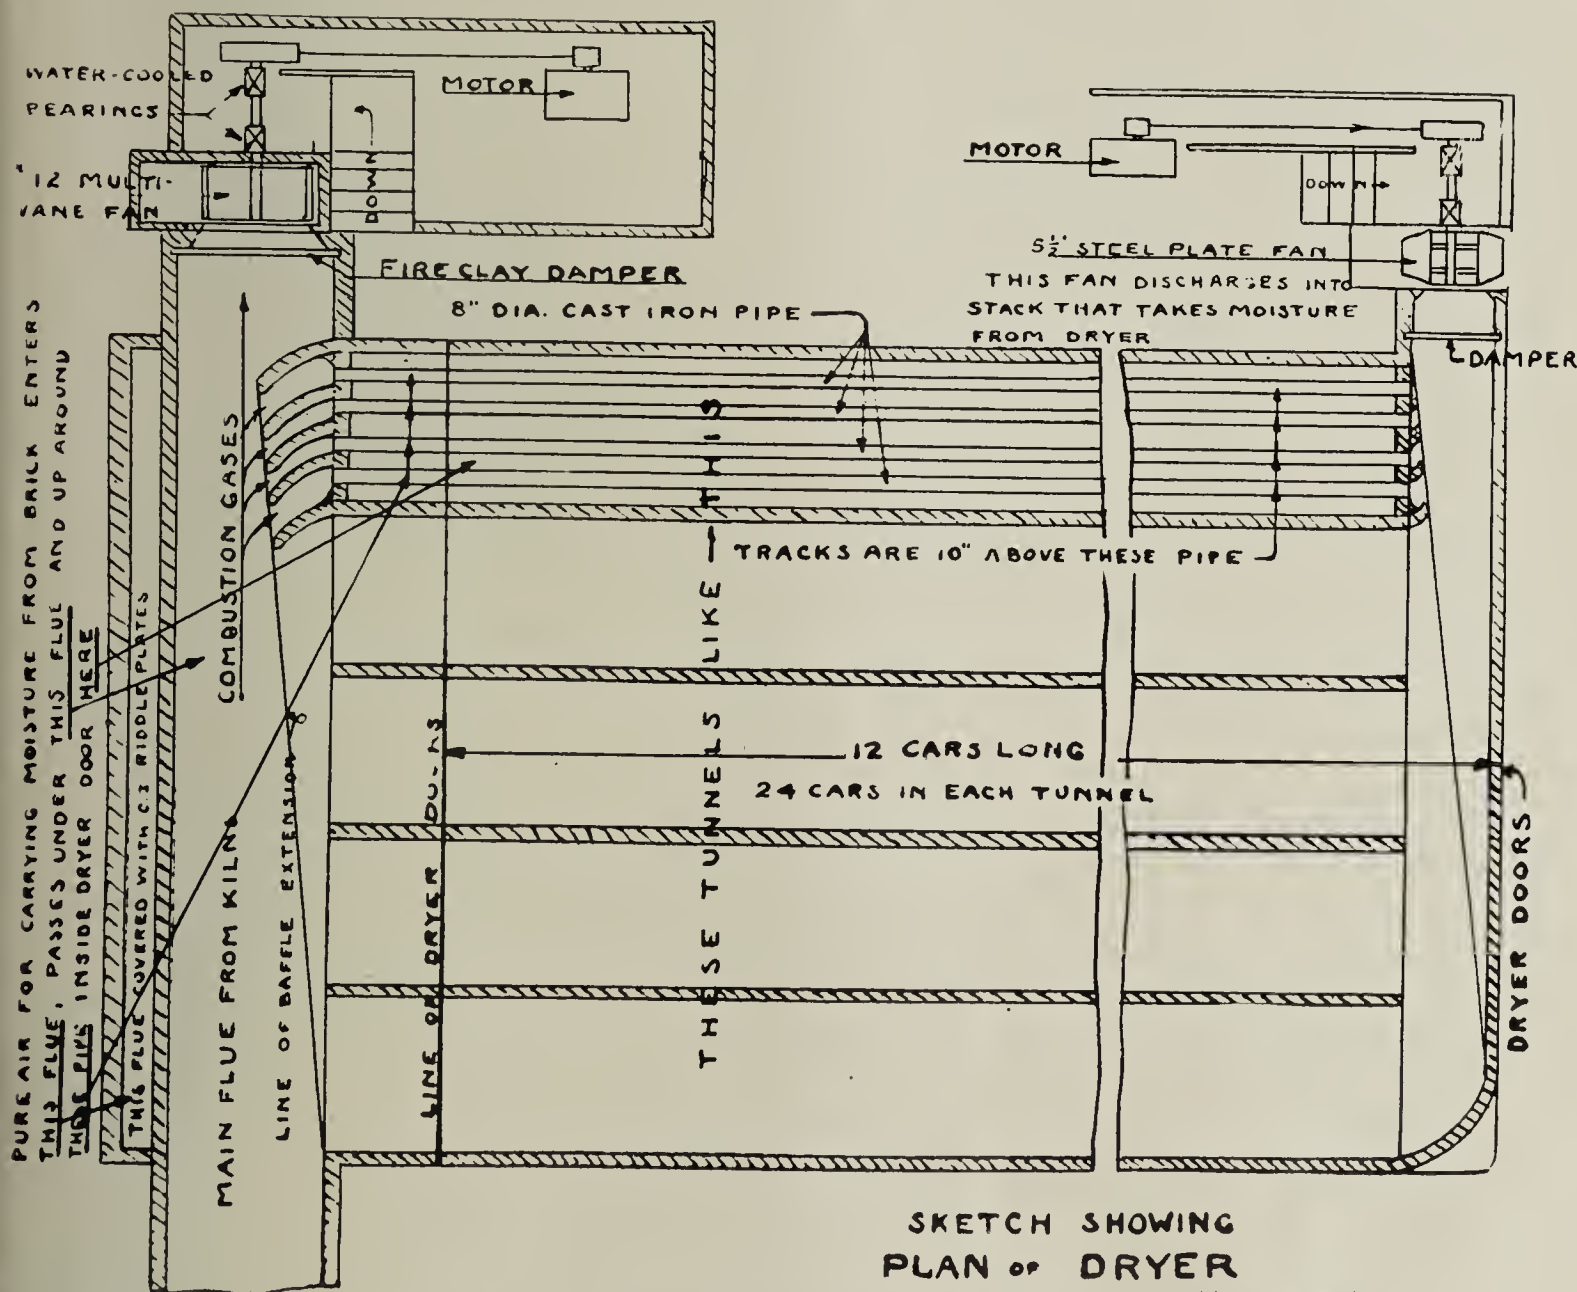 WATER-COOLED
PEARINGS
12 MULTI-
VANE FAN
DOWN
MOTOR
MOTOR
DOWN
FIRECLAY DAMPER
8" DIA. CAST IRON PIPE
5½" STEEL PLATE FAN
THIS FAN DISCHARGES INTO
STACK THAT TAKES MOISTURE
FROM DRYER
DAMPER
TRACKS ARE 10" ABOVE THESE PIPE
PURE AIR FOR CARRYING MOISTURE FROM BRICK ENTERS
THIS FLUE, PASSES UNDER THIS FLUE AND UP AROUND
THESE PIPE INSIDE DRYER DOOR HERE
THIS FLUE COVERED WITH C.I RIDDLE PLATES
COMBUSTION GASES
MAIN FLUE FROM KILNS
LINE OF BAFFLE EXTENSION
LINE OF DRYER
THESE TUNNELS LIKE THIS
12 CARS LONG
24 CARS IN EACH TUNNEL
DRYER DOORS
SKETCH SHOWING
PLAN OF DRYER